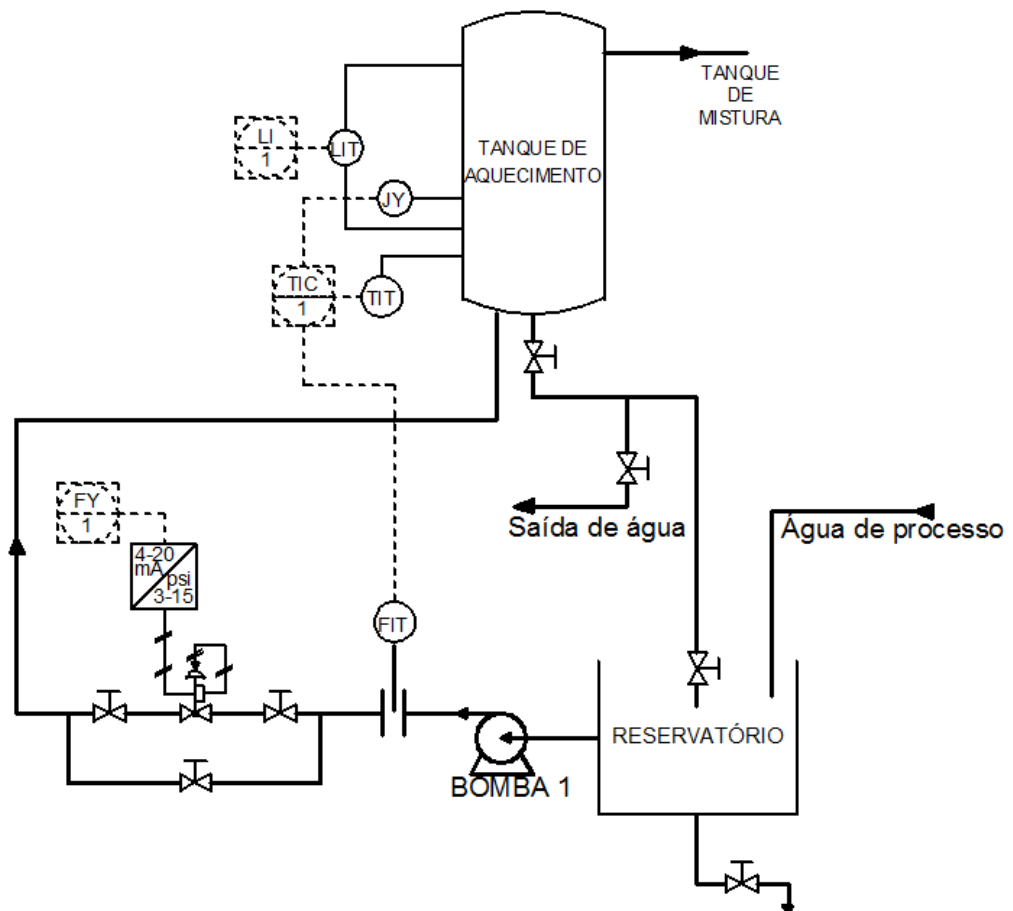 TANQUE
DE
MISTURA
LI
1
LIT
TANQUE DE
AQUECIMENTO
JY
TIC
1
TIT
FY
1
Saída de água
Água de processo
4-20
mA
psi
3-15
FIT
RESERVATÓRIO
BOMBA 1